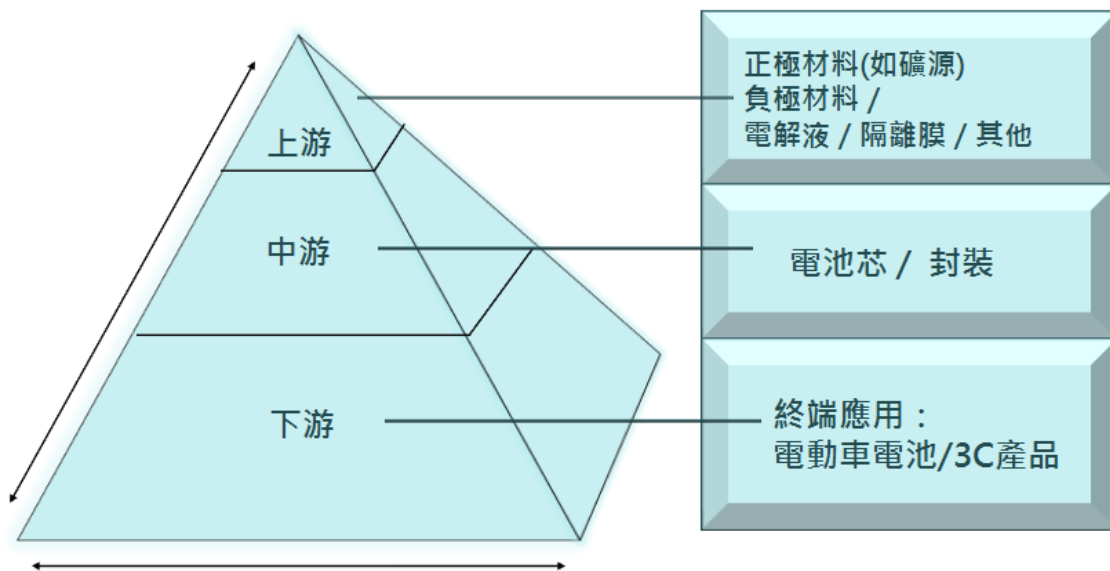 上游
正極材料(如礦源)
負極材料 /
電解液 / 隔離膜 / 其他
中游
電池芯 / 封裝
下游
終端應用：
電動車電池/3C產品